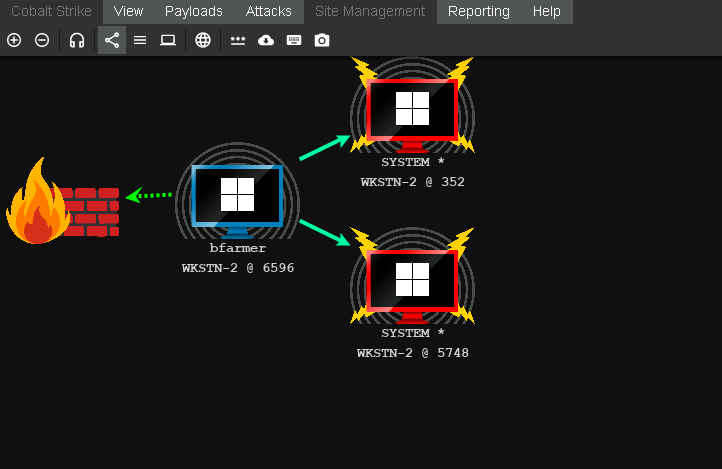 Cobalt Strike View Payloads Attacks Site Management Reporting Help
SYSTEM *
WKSTN-2 @ 352
bfarmer
WKSTN-2 @ 6596
SYSTEM *
WKSTN-2 @ 5748